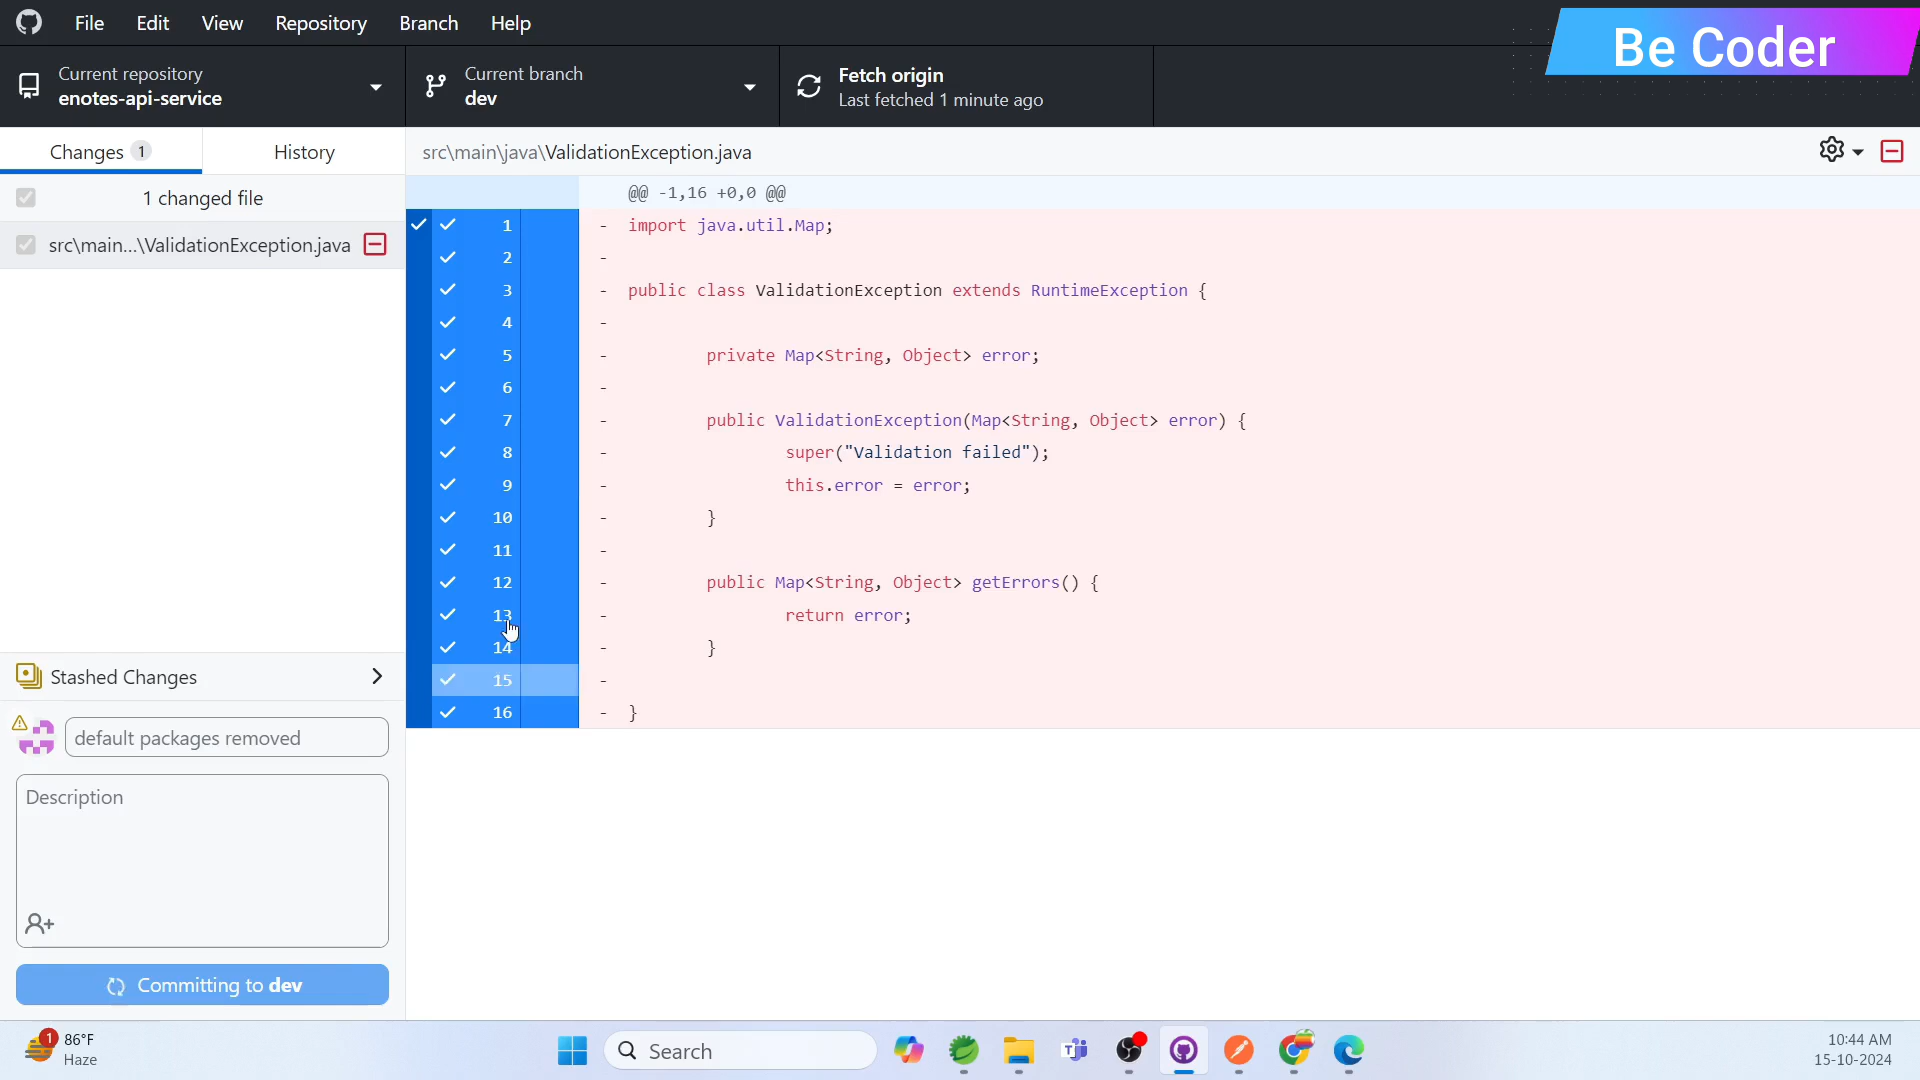 File Edit View Repository Branch Help
Be Coder
Current repository
enotes-api-service
Current branch
dev
Fetch origin
Last fetched 1 minute ago
Changes 1
History
src\main\java\ValidationException.java
1 changed file
src\main...\ValidationException.java
@@ -1,16 +0,0 @@
1 - import java.util.Map;
2 -
3 - public class ValidationException extends RuntimeException {
4 -
5 - private Map<String, Object> error;
6 -
7 - public ValidationException(Map<String, Object> error) {
8 - super("Validation failed");
9 - this.error = error;
10 - }
11 -
12 - public Map<String, Object> getErrors() {
13 - return error;
14 - }
15 -
16 - }
Stashed Changes
default packages removed
Description
Committing to dev
1
86°F
Haze
Search
10:44 AM
15-10-2024